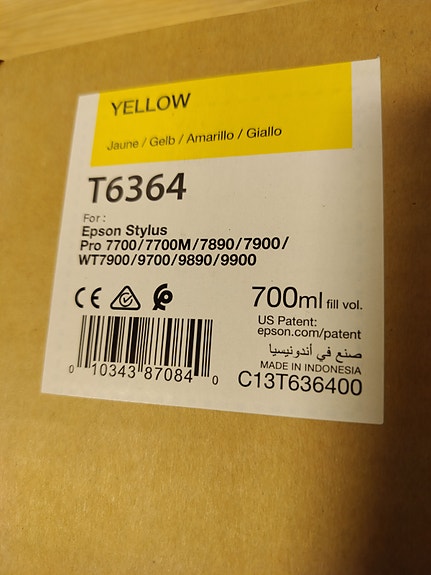 YELLOW
Jaune / Gelb / Amarillo / Giallo
T6364
For :
Epson Stylus
Pro 7700/7700M/7890/7900/
WT7900/9700/9890/9900
CE
700ml fill vol.
US Patent:
epson.com/patent
صنع في أندونيسيا
MADE IN INDONESIA
C13T636400
0 10343 87084 0